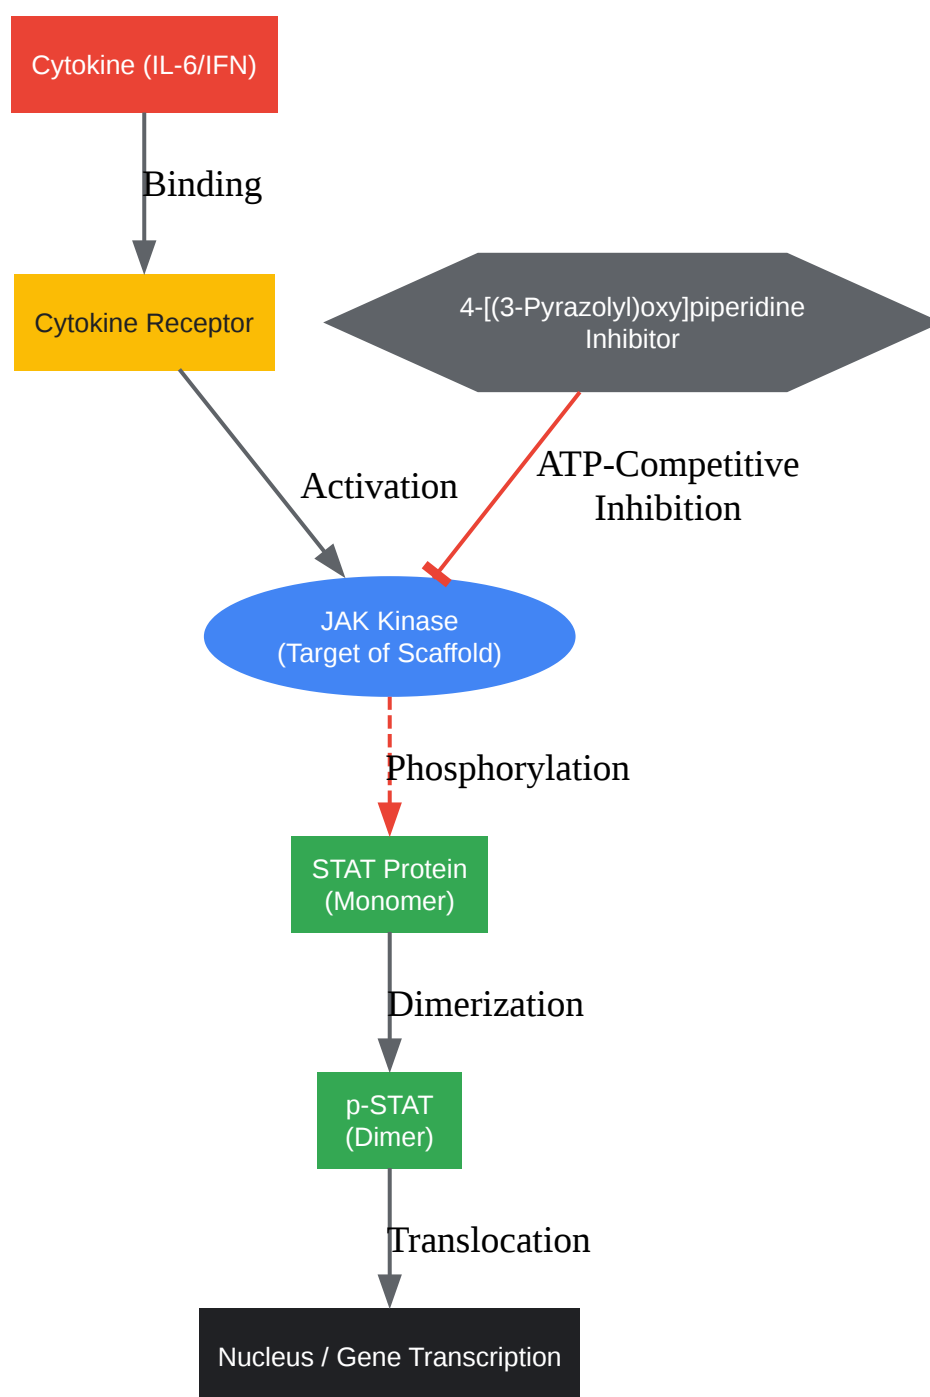 Cytokine (IL-6/IFN)
Binding
Cytokine Receptor
4-[(3-Pyrazolyl)oxy]piperidine
Inhibitor
Activation
ATP-Competitive
Inhibition
JAK Kinase
(Target of Scaffold)
Phosphorylation
STAT Protein
(Monomer)
Dimerization
p-STAT
(Dimer)
Translocation
Nucleus / Gene Transcription